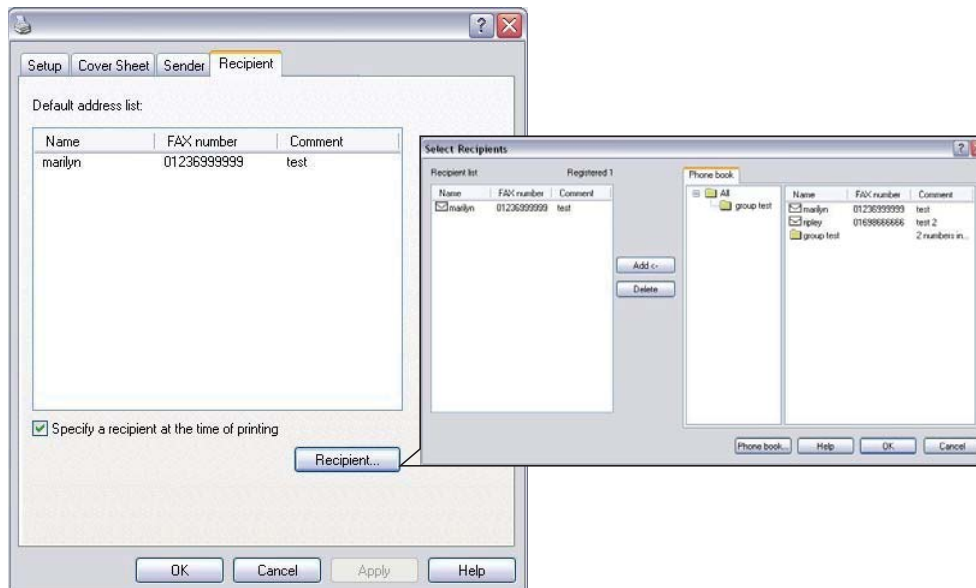 Setup Cover Sheet Sender Recipient
Default address list:
Name FAX number Comment
marilyn 01236999999 test
Specify a recipient at the time of printing
Recipient...
OK Cancel Apply Help
Select Recipients
Recipient list Registered 1
Name FAX number Comment
marilyn 01236999999 test
Add <-
Delete
Phone book
All
group test
Name FAX number Comment
marilyn 01236999999 test
ripley 01698666666 test 2
group test 2 numbers in...
Phone book... Help OK Cancel